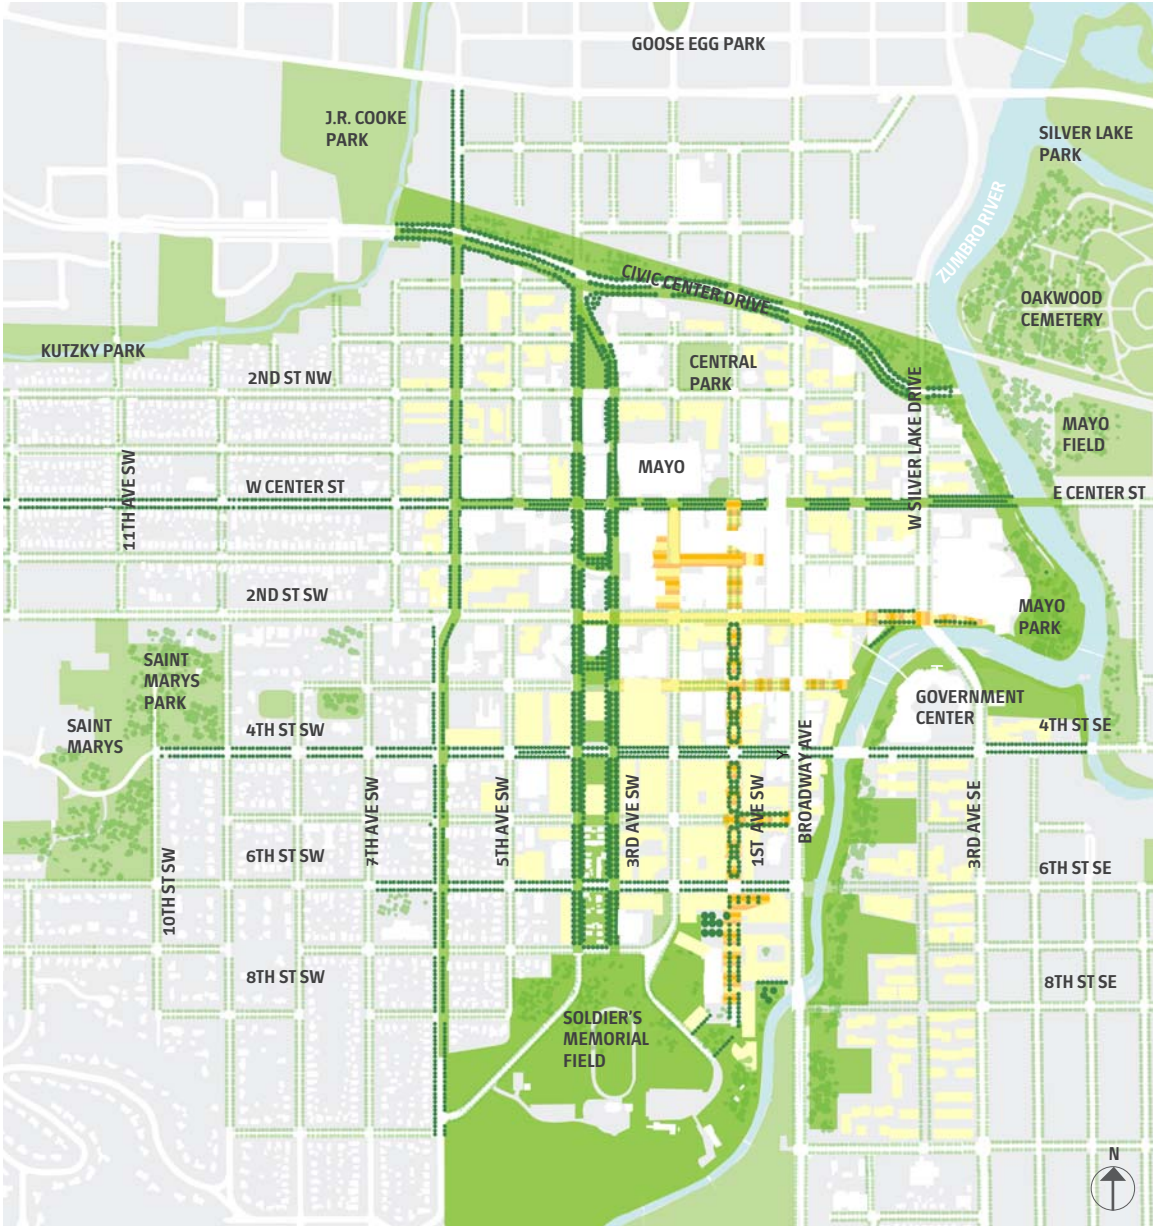 GOOSE EGG PARK
J.R. COOKE
PARK
SILVER LAKE
PARK
ZUMBRO RIVER
CIVIC CENTER DRIVE
OAKWOOD
CEMETERY
KUTZKY PARK
CENTRAL
PARK
2ND ST NW
W SILVER LAKE DRIVE
MAYO
FIELD
MAYO
11TH AVE SW
W CENTER ST
E CENTER ST
2ND ST SW
MAYO
PARK
SAINT
MARYS
PARK
SAINT
MARYS
GOVERNMENT
CENTER
4TH ST SW
4TH ST SE
BROADWAY AVE
7TH AVE SW
5TH AVE SW
3RD AVE SW
1ST AVE SW
3RD AVE SE
6TH ST SW
6TH ST SE
10TH ST SW
8TH ST SW
8TH ST SE
SOLDIER'S
MEMORIAL
FIELD
N